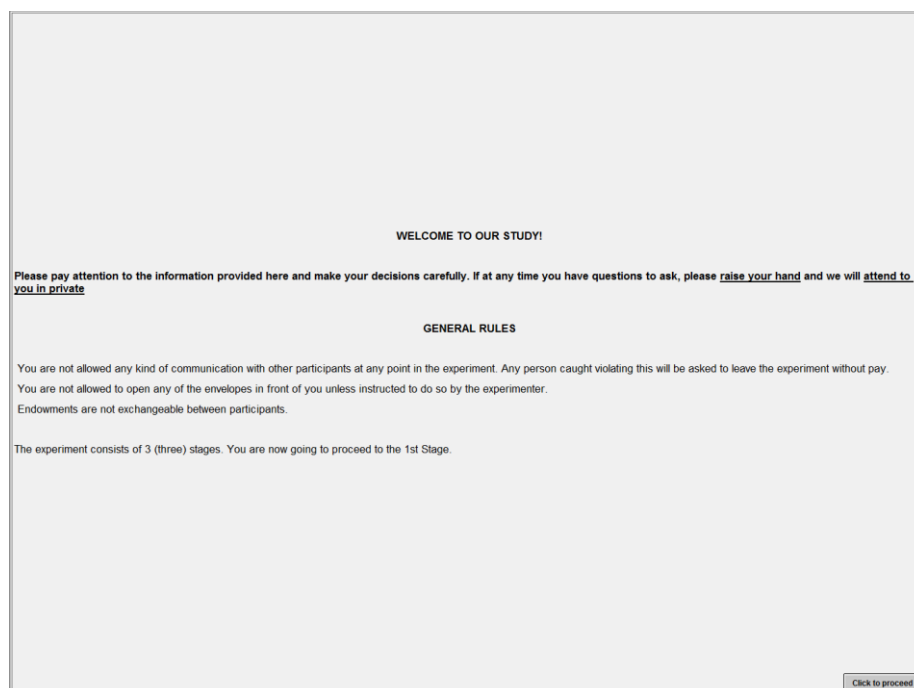 WELCOME TO OUR STUDY!
Please pay attention to the information provided here and make your decisions carefully. If at any time you have questions to ask, please raise your hand and we will attend to
you in private
GENERAL RULES
You are not allowed any kind of communication with other participants at any point in the experiment. Any person caught violating this will be asked to leave the experiment without pay.
You are not allowed to open any of the envelopes in front of you unless instructed to do so by the experimenter.
Endowments are not exchangeable between participants.
The experiment consists of 3 (three) stages. You are now going to proceed to the 1st Stage.
Click to proceed